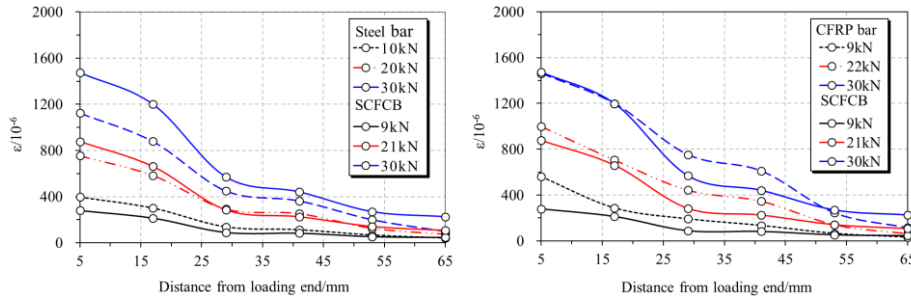 2000
1600
1200
800
400
0
ε/10⁻⁶
Steel bar
10kN
20kN
30kN
SCFCB
9kN
21kN
30kN
5 15 25 35 45 55 65
Distance from loading end/mm
2000
1600
1200
800
400
0
ε/10⁻⁶
CFRP bar
9kN
22kN
30kN
SCFCB
9kN
21kN
30kN
5 15 25 35 45 55 65
Distance from loading end/mm